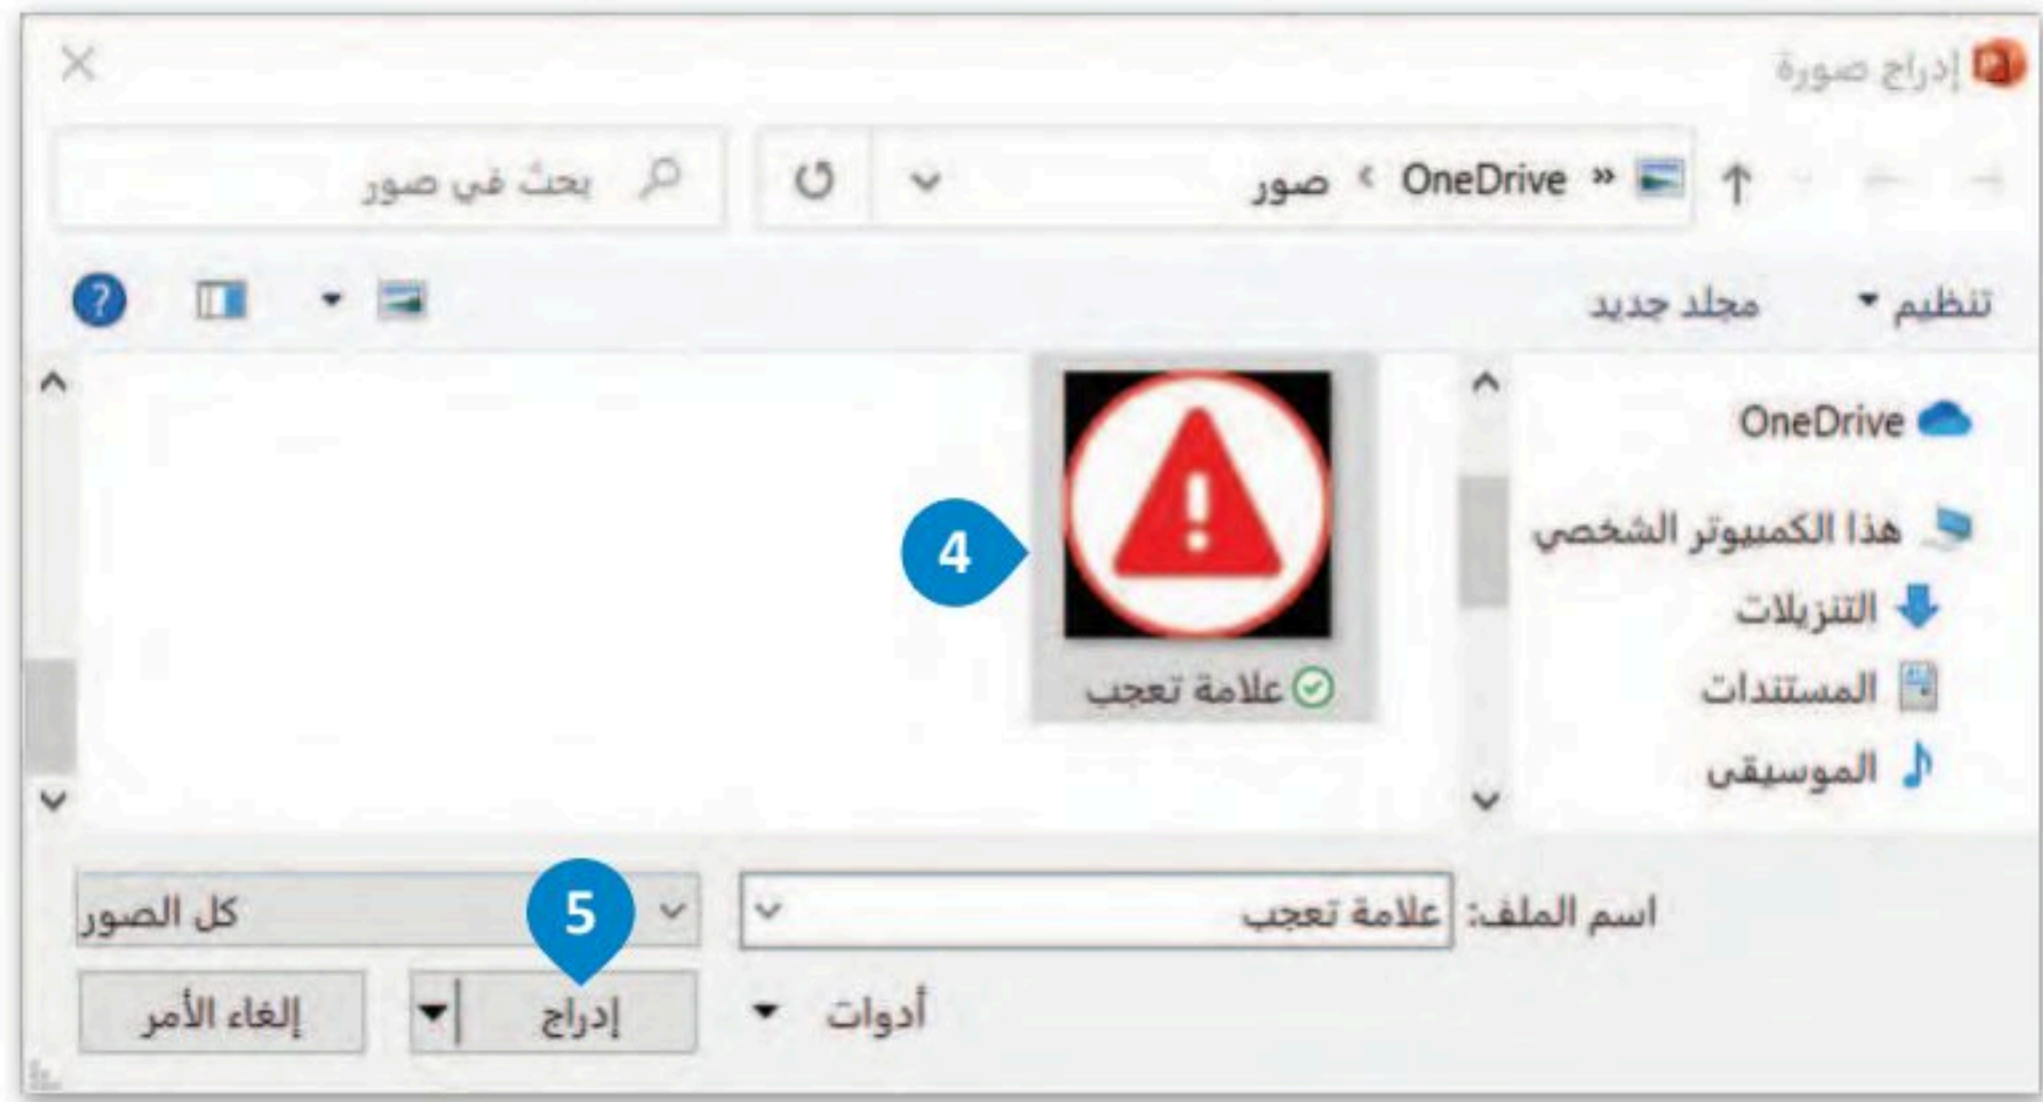 إدراج صورة
« OneDrive › صور
بحث في صور
تنظيم
مجلد جديد
?
OneDrive
هذا الكمبيوتر الشخصي
التنزيلات
المستندات
الموسيقى
4
علامة تعجب
اسم الملف: علامة تعجب
5
كل الصور
أدوات
إدراج
إلغاء الأمر